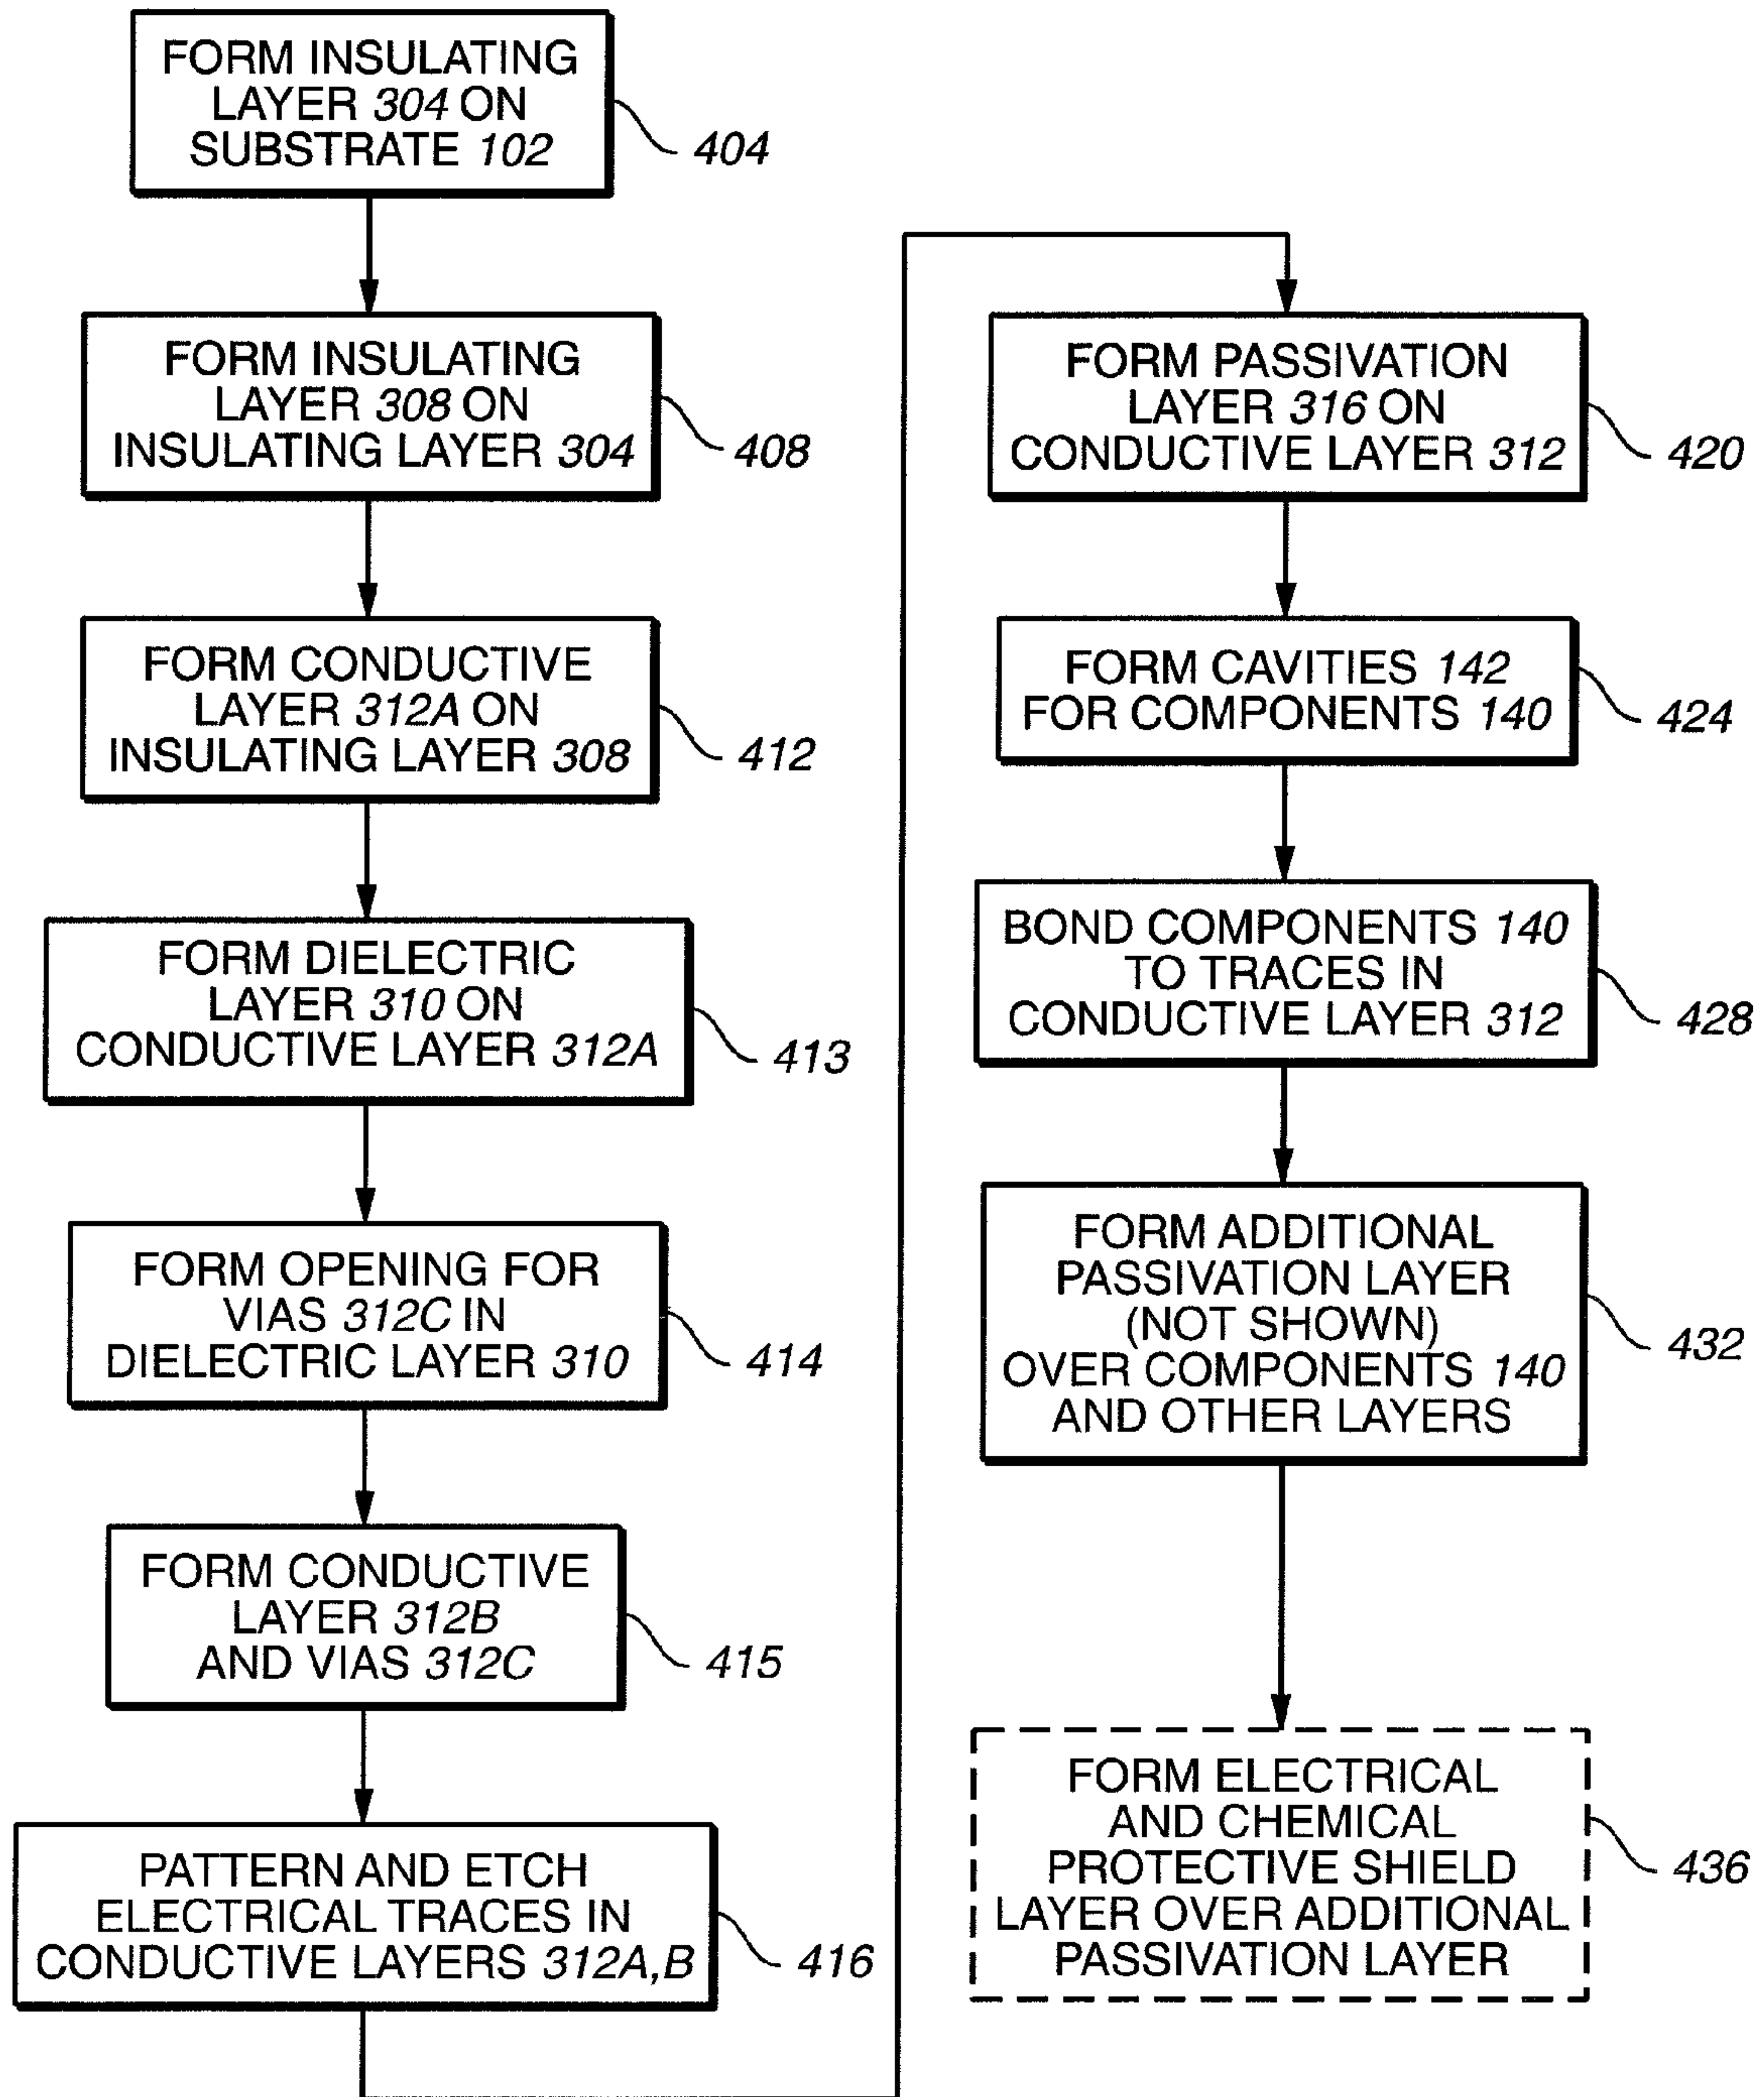 FORM INSULATING
LAYER 304 ON
SUBSTRATE 102
404
FORM INSULATING
LAYER 308 ON
INSULATING LAYER 304
408
FORM CONDUCTIVE
LAYER 312A ON
INSULATING LAYER 308
412
FORM DIELECTRIC
LAYER 310 ON
CONDUCTIVE LAYER 312A
413
FORM OPENING FOR
VIAS 312C IN
DIELECTRIC LAYER 310
414
FORM CONDUCTIVE
LAYER 312B
AND VIAS 312C
415
PATTERN AND ETCH
ELECTRICAL TRACES IN
CONDUCTIVE LAYERS 312A,B
416
FORM PASSIVATION
LAYER 316 ON
CONDUCTIVE LAYER 312
420
FORM CAVITIES 142
FOR COMPONENTS 140
424
BOND COMPONENTS 140
TO TRACES IN
CONDUCTIVE LAYER 312
428
FORM ADDITIONAL
PASSIVATION LAYER
(NOT SHOWN)
OVER COMPONENTS 140
AND OTHER LAYERS
432
FORM ELECTRICAL
AND CHEMICAL
PROTECTIVE SHIELD
LAYER OVER ADDITIONAL
PASSIVATION LAYER
436